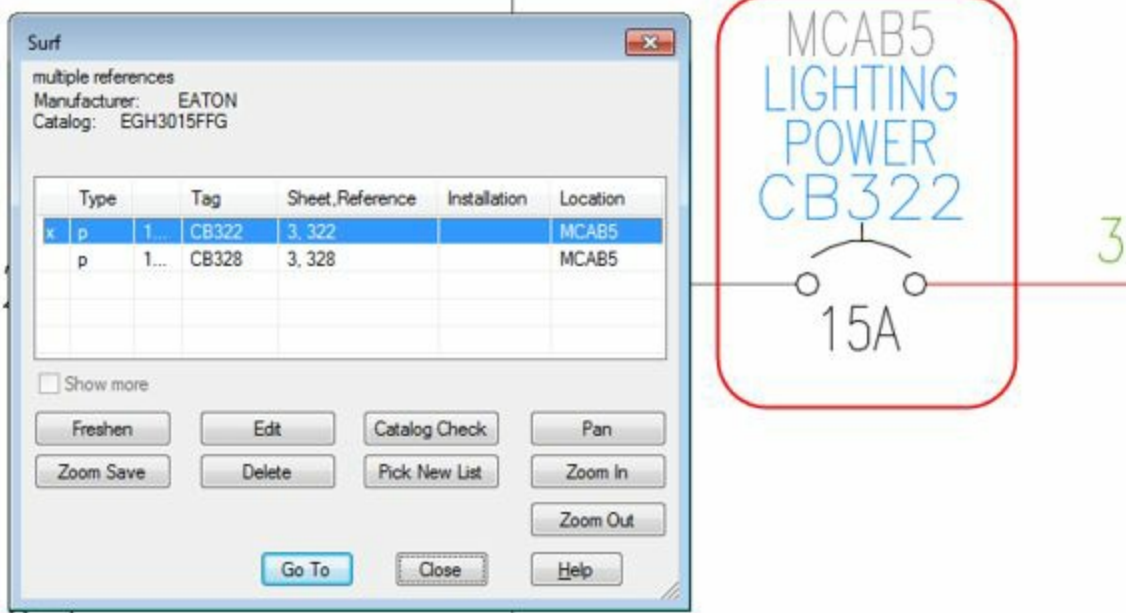 Surf
multiple references
Manufacturer: EATON
Catalog: EGH3015FFG
Type Tag Sheet,Reference Installation Location
x p 1... CB322 3, 322 MCAB5
p 1... CB328 3, 328 MCAB5
Show more
Freshen Edit Catalog Check Pan
Zoom Save Delete Pick New List Zoom In
Zoom Out
Go To Close Help
MCAB5
LIGHTING
POWER
CB322
15A
3